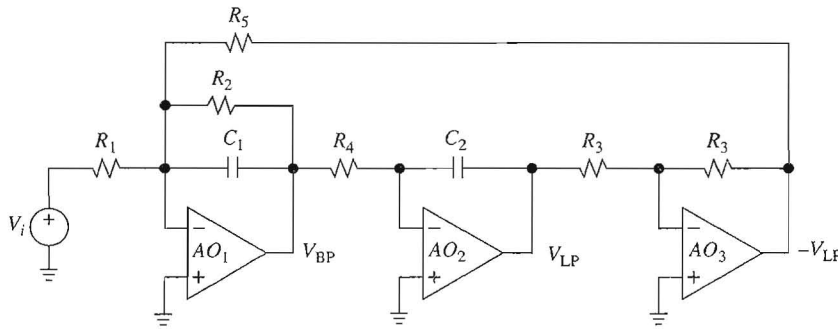 R5
R2
R1
C1
R4
C2
R3
R3
Vi
+
−
+
AO1
VBP
−
+
AO2
VLP
−
+
AO3
−VLP